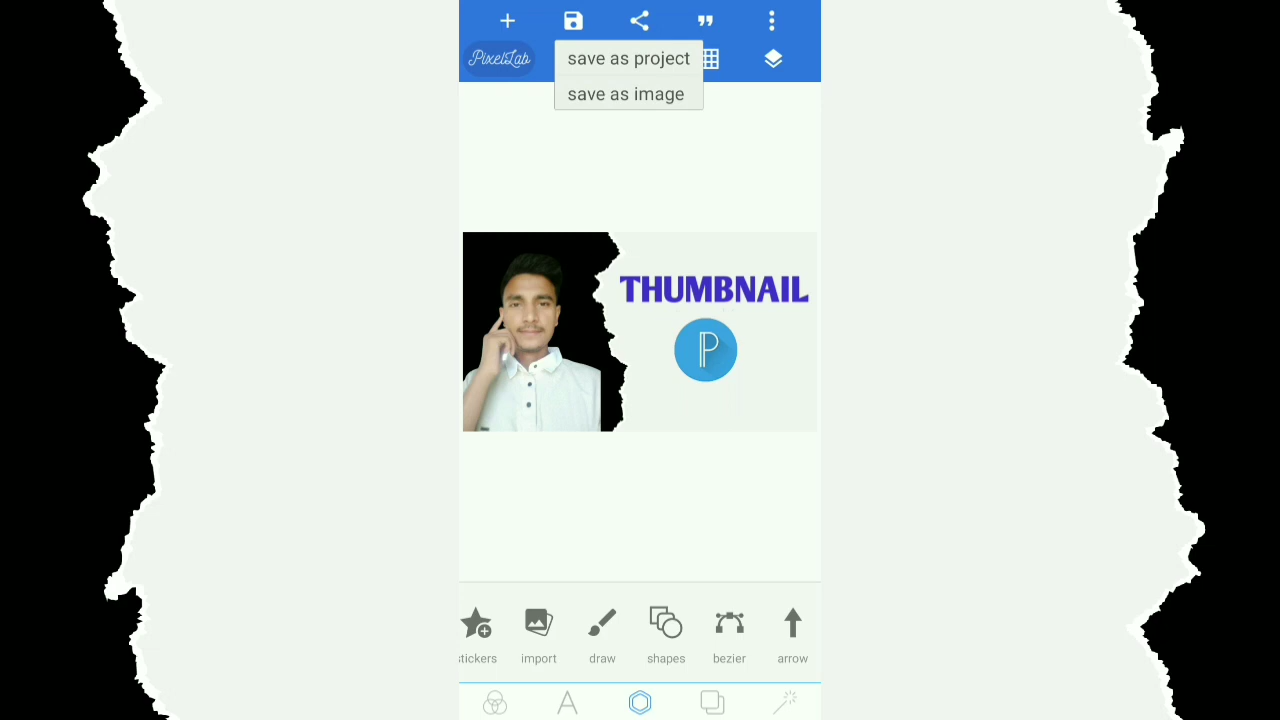 PixelLab
save as project
save as image
THUMBNAIL
P
stickers
import
draw
shapes
bezier
arrow
A